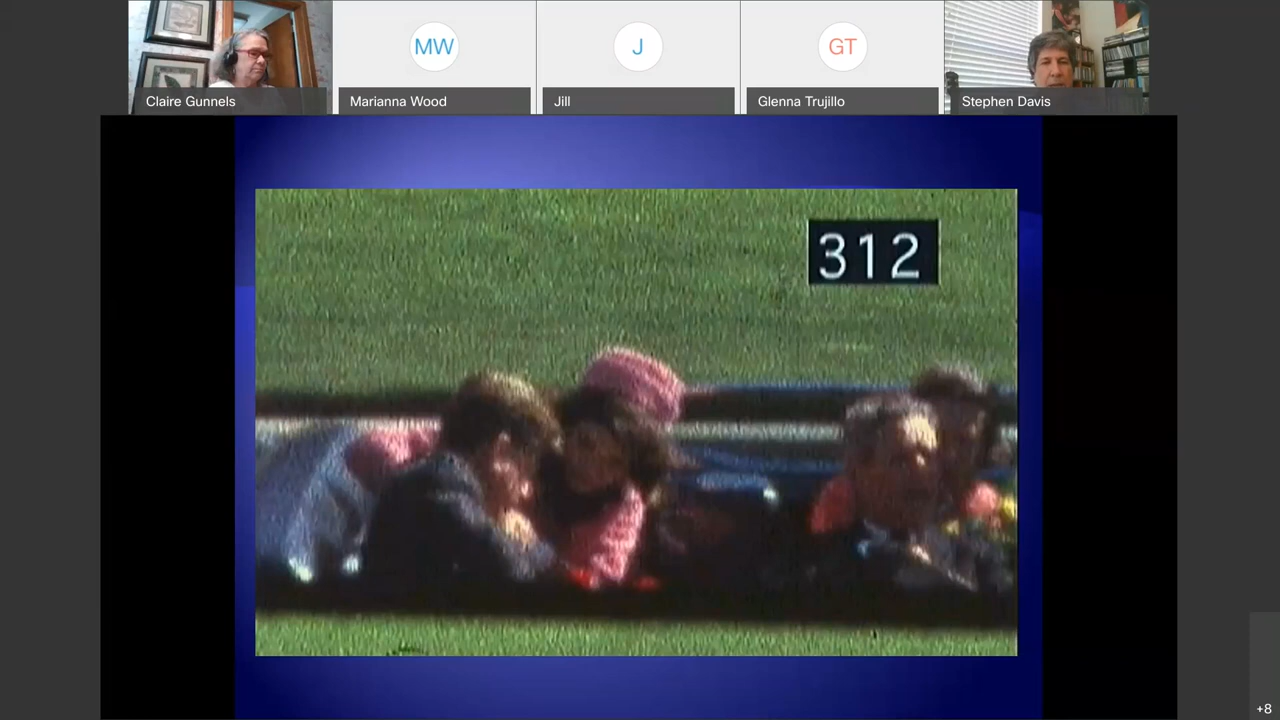 MW
J
GT
Claire Gunnels
Marianna Wood
Jill
Glenna Trujillo
Stephen Davis
312
+8